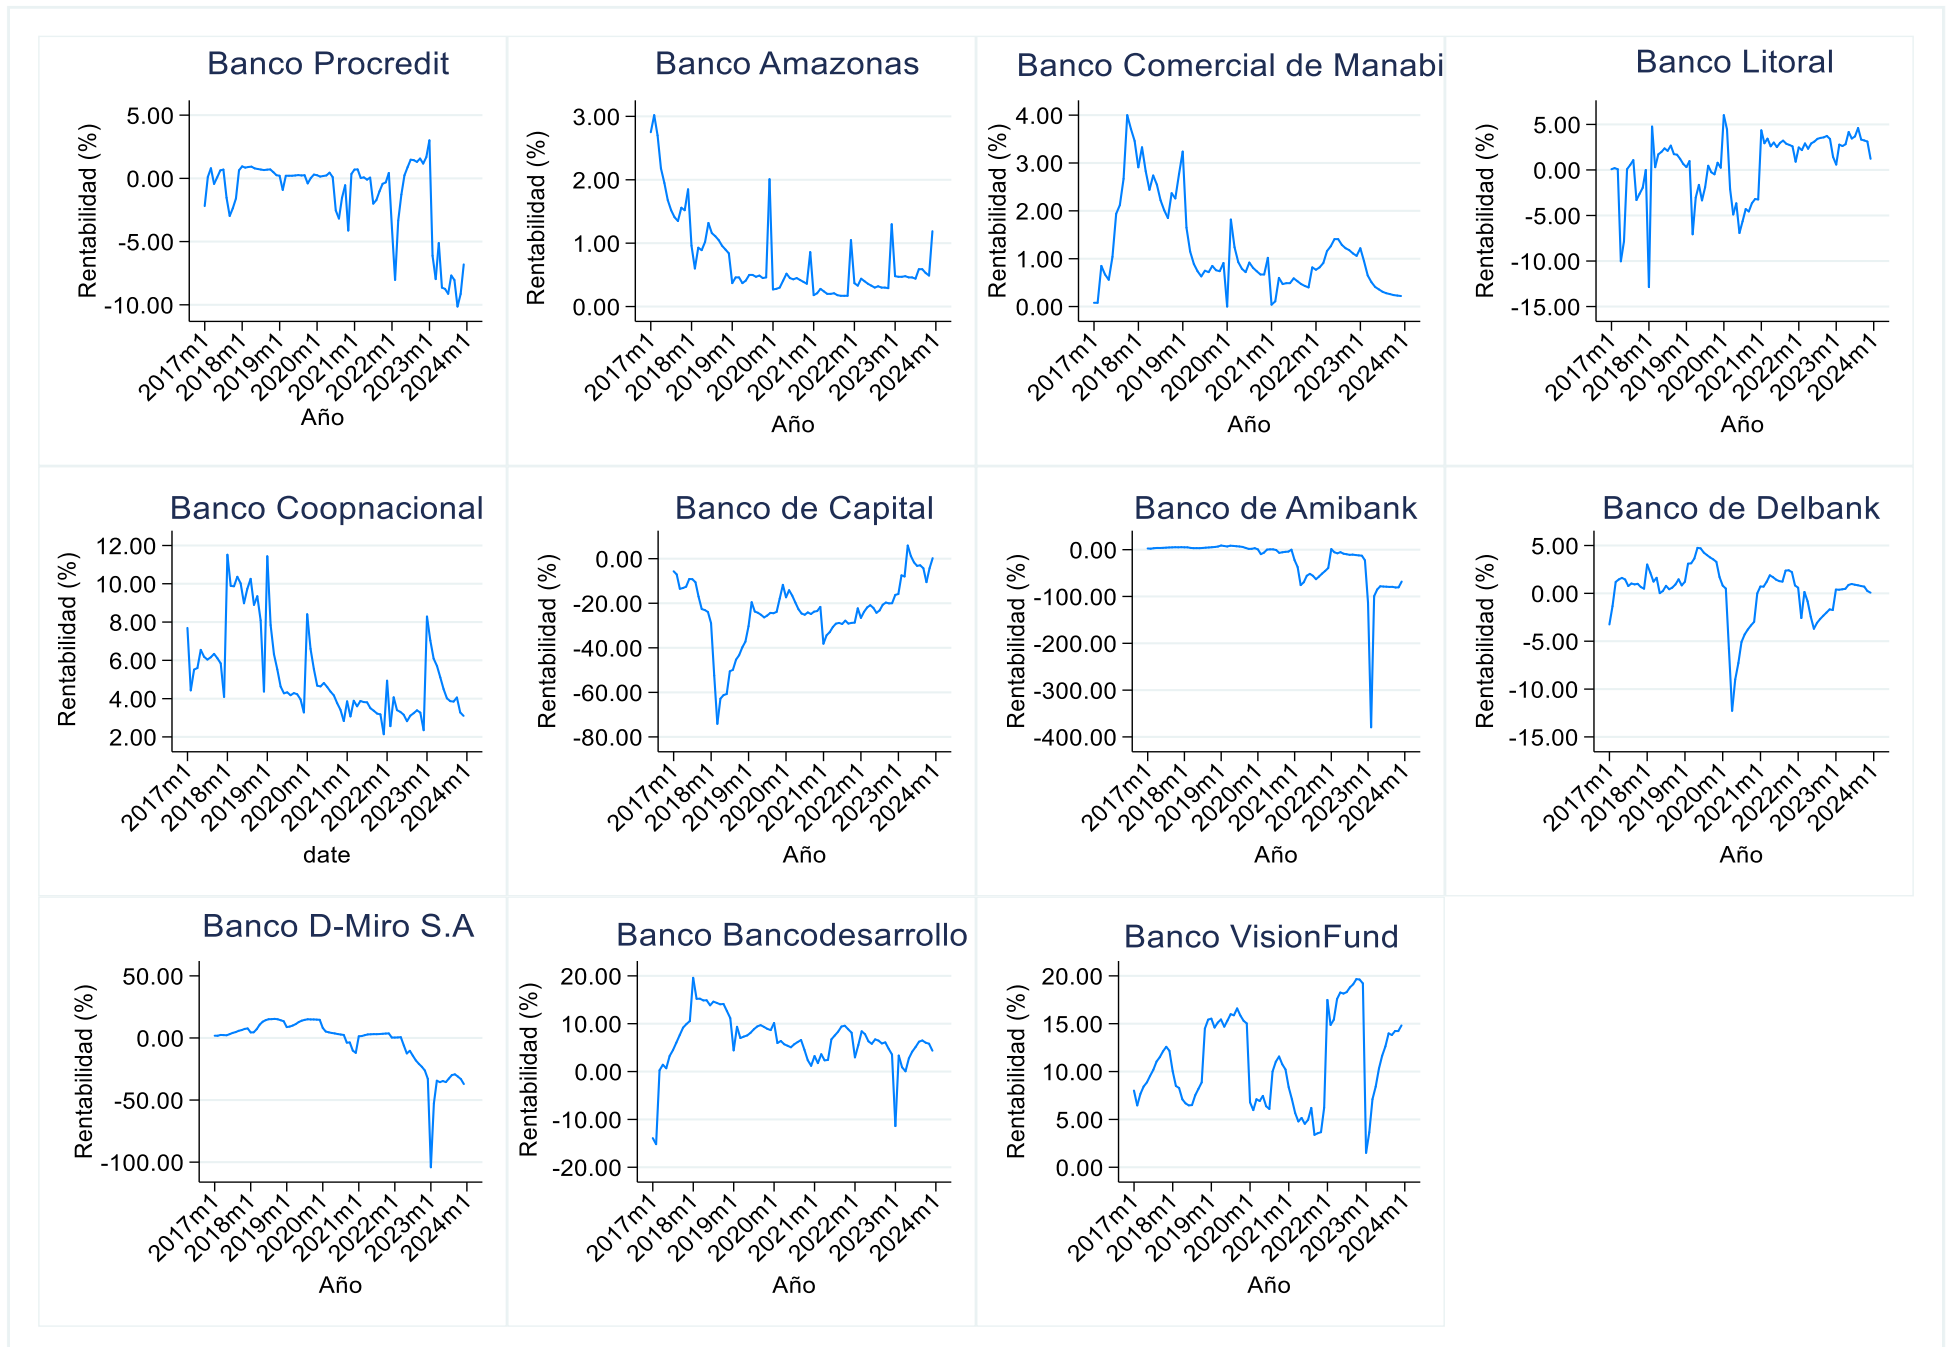 Banco Procredit
Rentabilidad (%)
5.00
0.00
-5.00
-10.00
2017m1
2018m1
2019m1
2020m1
2021m1
2022m1
2023m1
2024m1
Año
Banco Amazonas
Rentabilidad (%)
3.00
2.00
1.00
0.00
2017m1
2018m1
2019m1
2020m1
2021m1
2022m1
2023m1
2024m1
Año
Banco Comercial de Manabi
Rentabilidad (%)
4.00
3.00
2.00
1.00
0.00
2017m1
2018m1
2019m1
2020m1
2021m1
2022m1
2023m1
2024m1
Año
Banco Litoral
Rentabilidad (%)
5.00
0.00
-5.00
-10.00
-15.00
2017m1
2018m1
2019m1
2020m1
2021m1
2022m1
2023m1
2024m1
Año
Banco Coopnacional
Rentabilidad (%)
12.00
10.00
8.00
6.00
4.00
2.00
2017m1
2018m1
2019m1
2020m1
2021m1
2022m1
2023m1
2024m1
date
Banco de Capital
Rentabilidad (%)
0.00
-20.00
-40.00
-60.00
-80.00
2017m1
2018m1
2019m1
2020m1
2021m1
2022m1
2023m1
2024m1
Año
Banco de Amibank
Rentabilidad (%)
0.00
-100.00
-200.00
-300.00
-400.00
2017m1
2018m1
2019m1
2020m1
2021m1
2022m1
2023m1
2024m1
Año
Banco de Delbank
Rentabilidad (%)
5.00
0.00
-5.00
-10.00
-15.00
2017m1
2018m1
2019m1
2020m1
2021m1
2022m1
2023m1
2024m1
Año
Banco D-Miro S.A
Rentabilidad (%)
50.00
0.00
-50.00
-100.00
2017m1
2018m1
2019m1
2020m1
2021m1
2022m1
2023m1
2024m1
Año
Banco Bancodesarrollo
Rentabilidad (%)
20.00
10.00
0.00
-10.00
-20.00
2017m1
2018m1
2019m1
2020m1
2021m1
2022m1
2023m1
2024m1
Año
Banco VisionFund
Rentabilidad (%)
20.00
15.00
10.00
5.00
0.00
2017m1
2018m1
2019m1
2020m1
2021m1
2022m1
2023m1
2024m1
Año